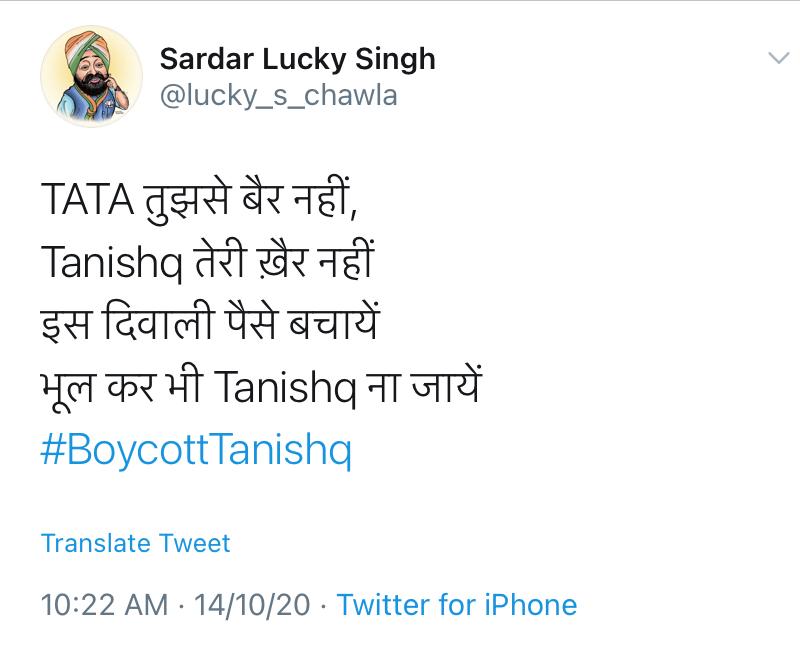 Sardar Lucky Singh
@lucky_s_chawla
TATA तुझसे बैर नहीं,
Tanishq तेरी ख़ैर नहीं
इस दिवाली पैसे बचायें
भूल कर भी Tanishq ना जायें
#BoycottTanishq
Translate Tweet
10:22 AM · 14/10/20 · Twitter for iPhone